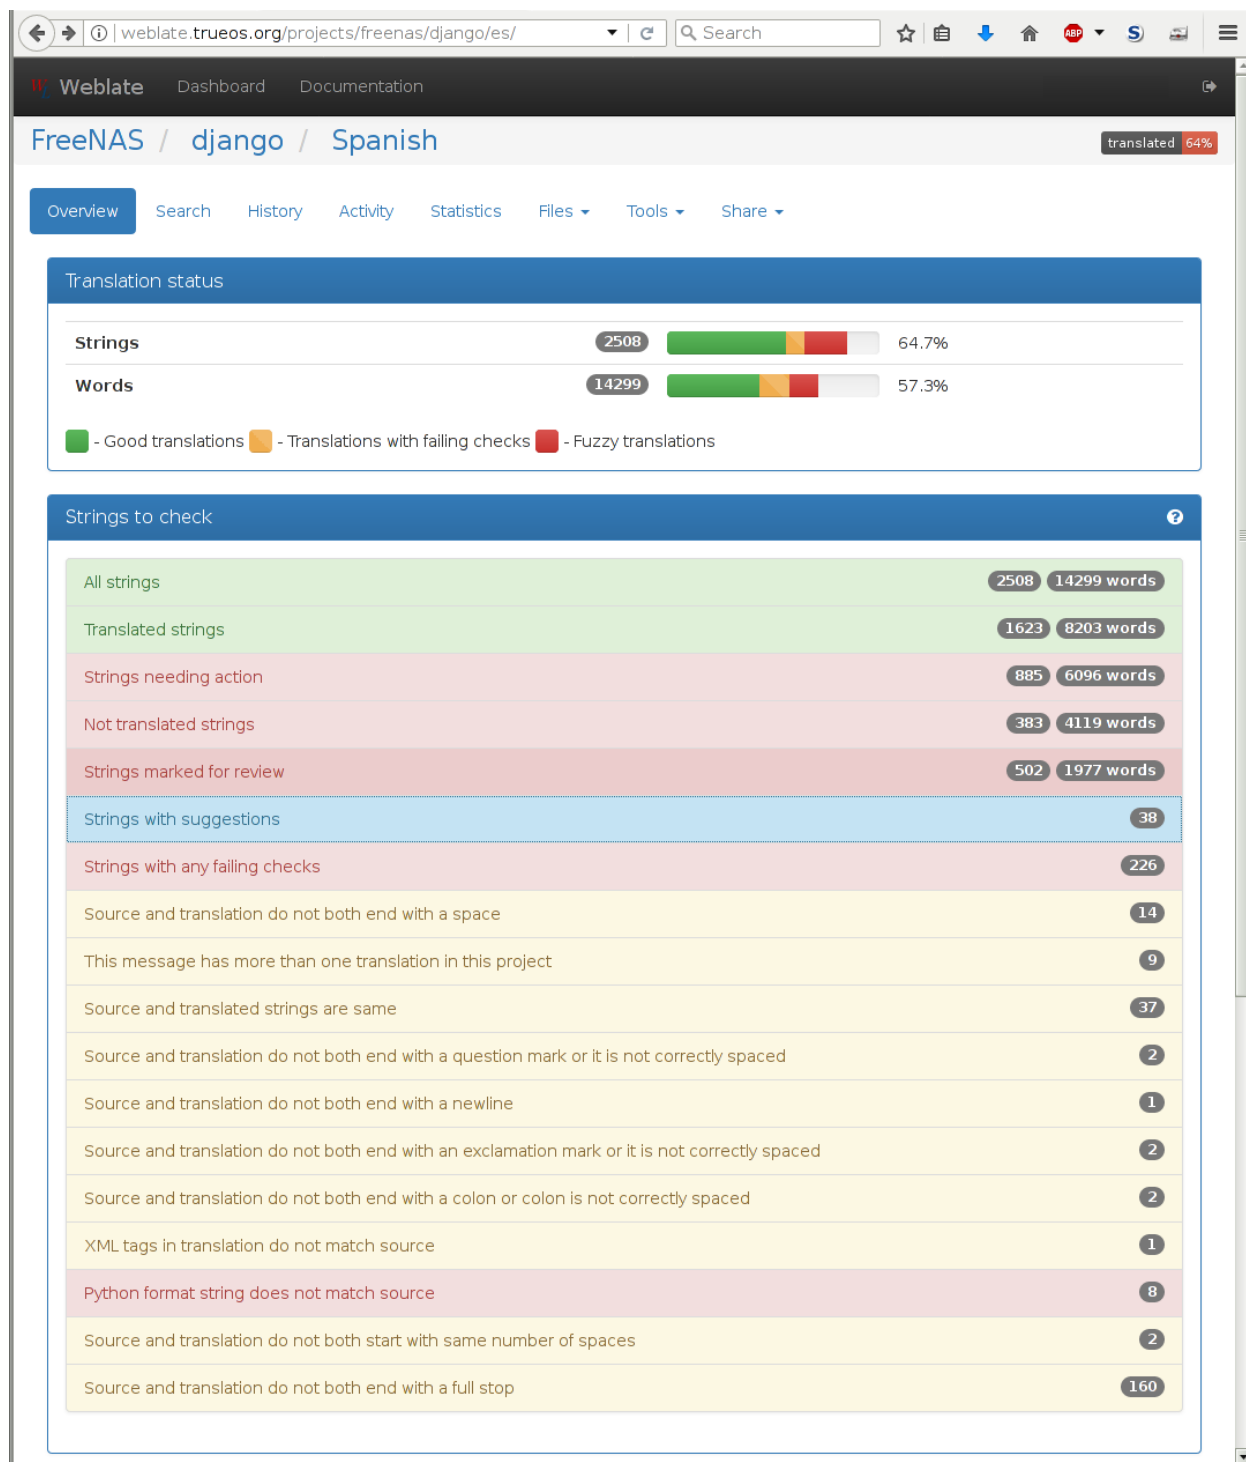 weblate.trueos.org/projects/freenas/django/es/ Search ABP S
Weblate Dashboard Documentation
FreeNAS / django / Spanish translated 64%
Overview Search History Activity Statistics Files Tools Share
Translation status
Strings 2508 64.7%
Words 14299 57.3%
- Good translations - Translations with failing checks - Fuzzy translations
Strings to check ?
All strings 2508 14299 words
Translated strings 1623 8203 words
Strings needing action 885 6096 words
Not translated strings 383 4119 words
Strings marked for review 502 1977 words
Strings with suggestions 38
Strings with any failing checks 226
Source and translation do not both end with a space 14
This message has more than one translation in this project 9
Source and translated strings are same 37
Source and translation do not both end with a question mark or it is not correctly spaced 2
Source and translation do not both end with a newline 1
Source and translation do not both end with an exclamation mark or it is not correctly spaced 2
Source and translation do not both end with a colon or colon is not correctly spaced 2
XML tags in translation do not match source 1
Python format string does not match source 8
Source and translation do not both start with same number of spaces 2
Source and translation do not both end with a full stop 160